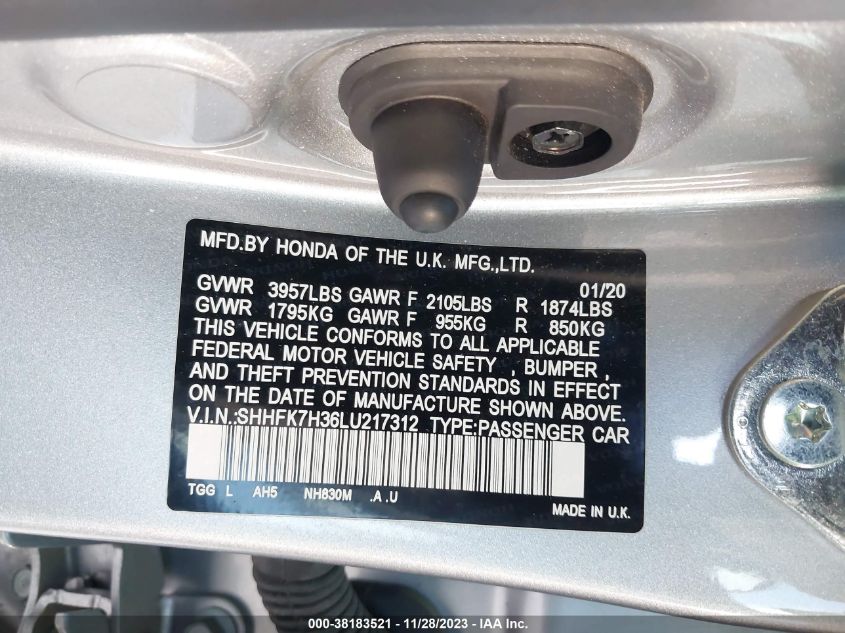 MFD.BY HONDA OF THE U.K. MFG.,LTD.
01/20
GVWR 3957LBS GAWR F 2105LBS R 1874LBS
GVWR 1795KG GAWR F 955KG R 850KG
THIS VEHICLE CONFORMS TO ALL APPLICABLE
FEDERAL MOTOR VEHICLE SAFETY , BUMPER ,
AND THEFT PREVENTION STANDARDS IN EFFECT
ON THE DATE OF MANUFACTURE SHOWN ABOVE.
V.I.N.:SHHFK7H36LU217312 TYPE:PASSENGER CAR
TGG L AH5 NH830M .A .U
MADE IN U.K.
000-38183521 - 11/28/2023 - IAA Inc.